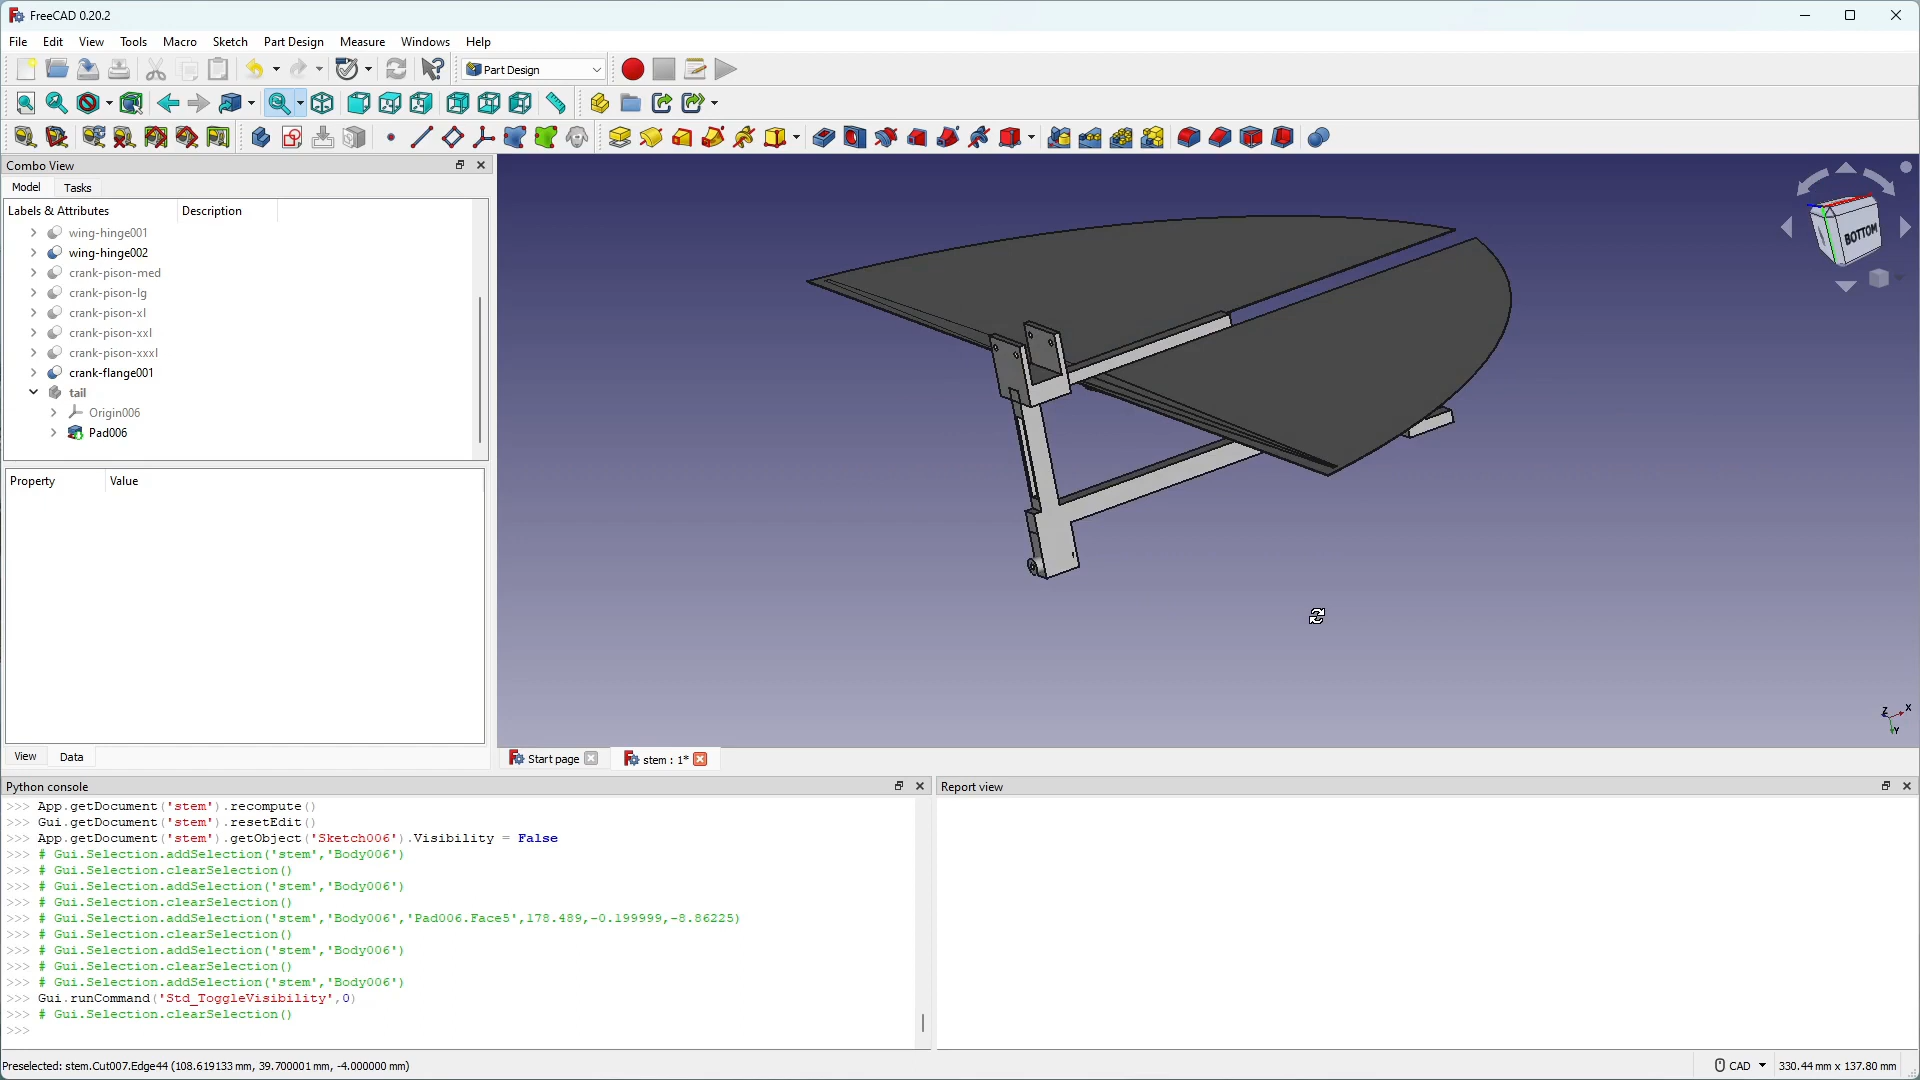 FreeCAD 0.20.2
File Edit View Tools Macro Sketch Part Design Measure Windows Help
Part Design
Combo View
Model Tasks
Labels & Attributes Description
wing-hinge001
wing-hinge002
crank-pison-med
crank-pison-lg
crank-pison-xl
crank-pison-xxl
crank-pison-xxxl
crank-flange001
tail
Origin006
Pad006
Property Value
View Data
BOTTOM
Z X
Y
Start page stem : 1*
Python console
>>> App.getDocument('stem').recompute()
>>> Gui.getDocument('stem').resetEdit()
>>> App.getDocument('stem').getObject('Sketch006').Visibility = False
>>> # Gui.Selection.addSelection('stem','Body006')
>>> # Gui.Selection.clearSelection()
>>> # Gui.Selection.addSelection('stem','Body006')
>>> # Gui.Selection.clearSelection()
>>> # Gui.Selection.addSelection('stem','Body006','Pad006.Face5',178.489,-0.199999,-8.86225)
>>> # Gui.Selection.clearSelection()
>>> # Gui.Selection.addSelection('stem','Body006')
>>> # Gui.Selection.clearSelection()
>>> # Gui.Selection.addSelection('stem','Body006')
>>> Gui.runCommand('Std_ToggleVisibility',0)
>>> # Gui.Selection.clearSelection()
>>>
Report view
Preselected: stem.Cut007.Edge44 (108.619133 mm, 39.700001 mm, -4.000000 mm)
CAD 330.44 mm x 137.80 mm